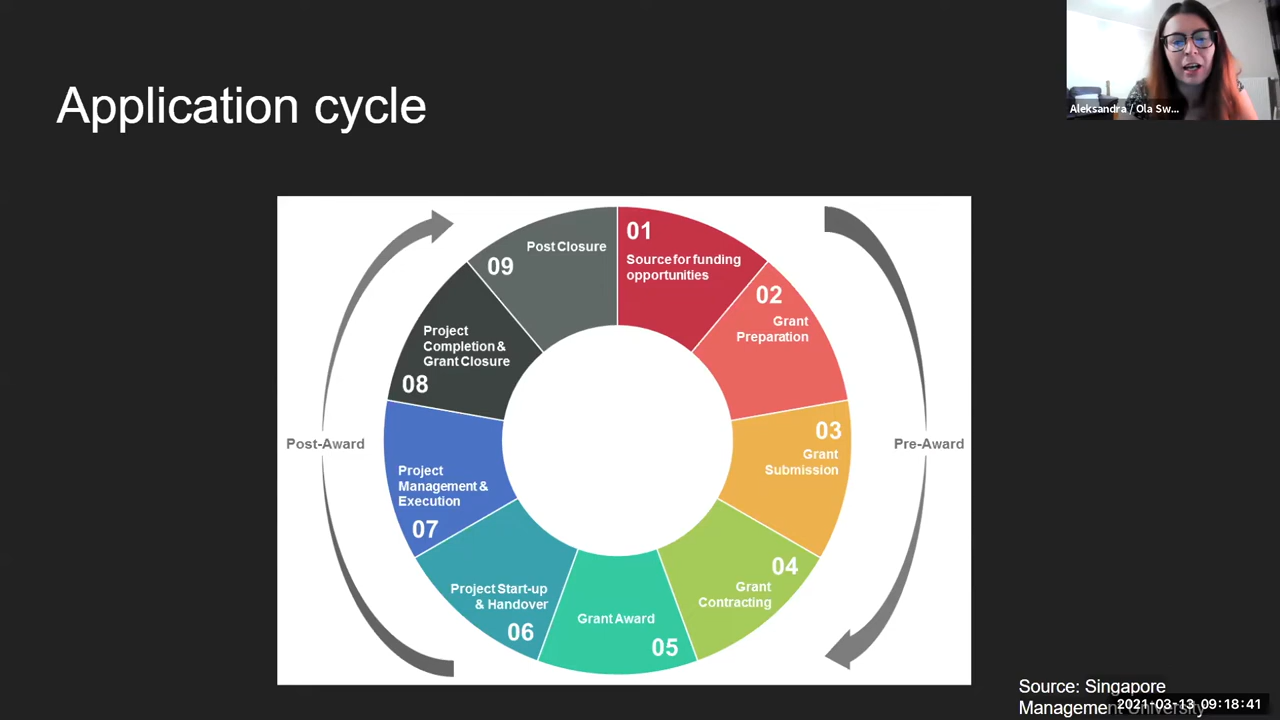 Application cycle
Aleksandra / Ola Sw...
01
Source for funding
opportunities
02
Grant
Preparation
03
Grant
Submission
04
Grant
Contracting
Grant Award
05
Project Start-up
& Handover
06
Project
Management &
Execution
07
Project
Completion &
Grant Closure
08
Post Closure
09
Post-Award
Pre-Award
Source: Singapore
Management University
2021-03-13 09:18:41